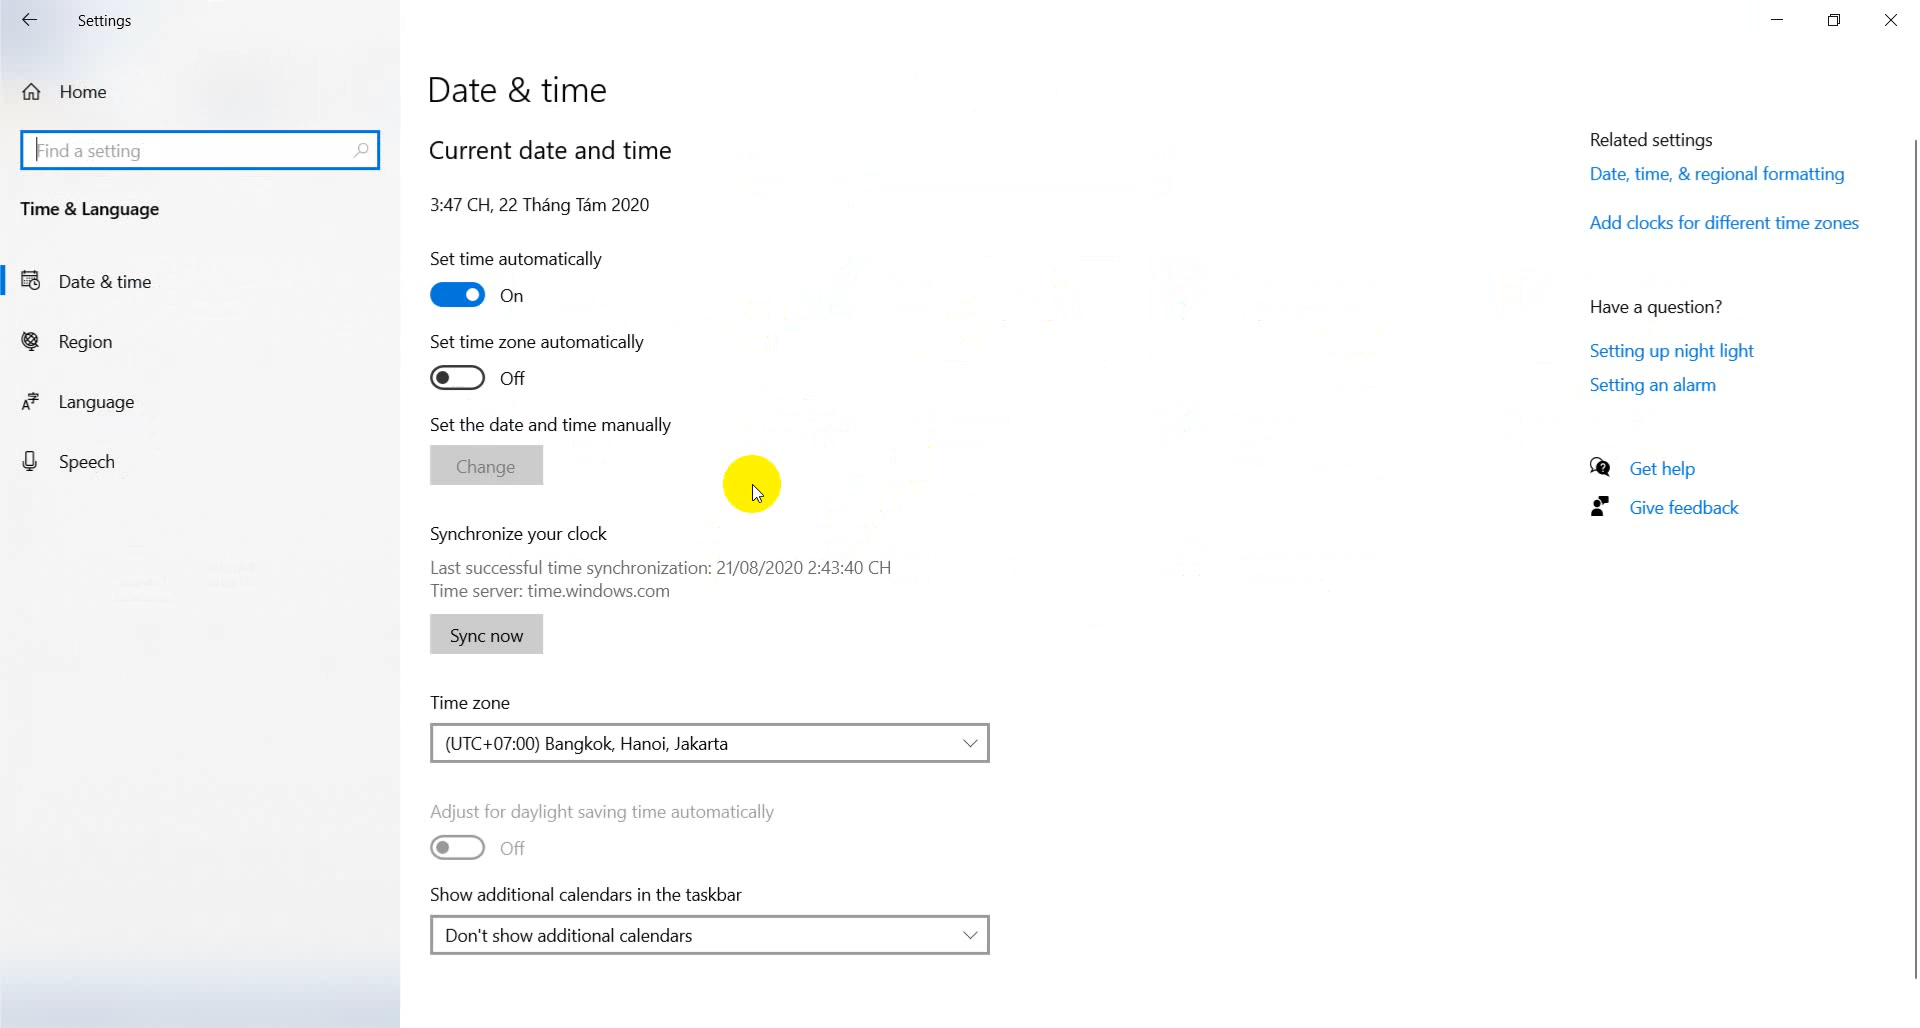 Settings
Home
Find a setting
Time & Language
Date & time
Region
Language
Speech
Date & time
Current date and time
3:47 CH, 22 Tháng Tám 2020
Set time automatically
On
Set time zone automatically
Off
Set the date and time manually
Change
Synchronize your clock
Last successful time synchronization: 21/08/2020 2:43:40 CH
Time server: time.windows.com
Sync now
Time zone
(UTC+07:00) Bangkok, Hanoi, Jakarta
Adjust for daylight saving time automatically
Off
Show additional calendars in the taskbar
Don't show additional calendars
Related settings
Date, time, & regional formatting
Add clocks for different time zones
Have a question?
Setting up night light
Setting an alarm
Get help
Give feedback